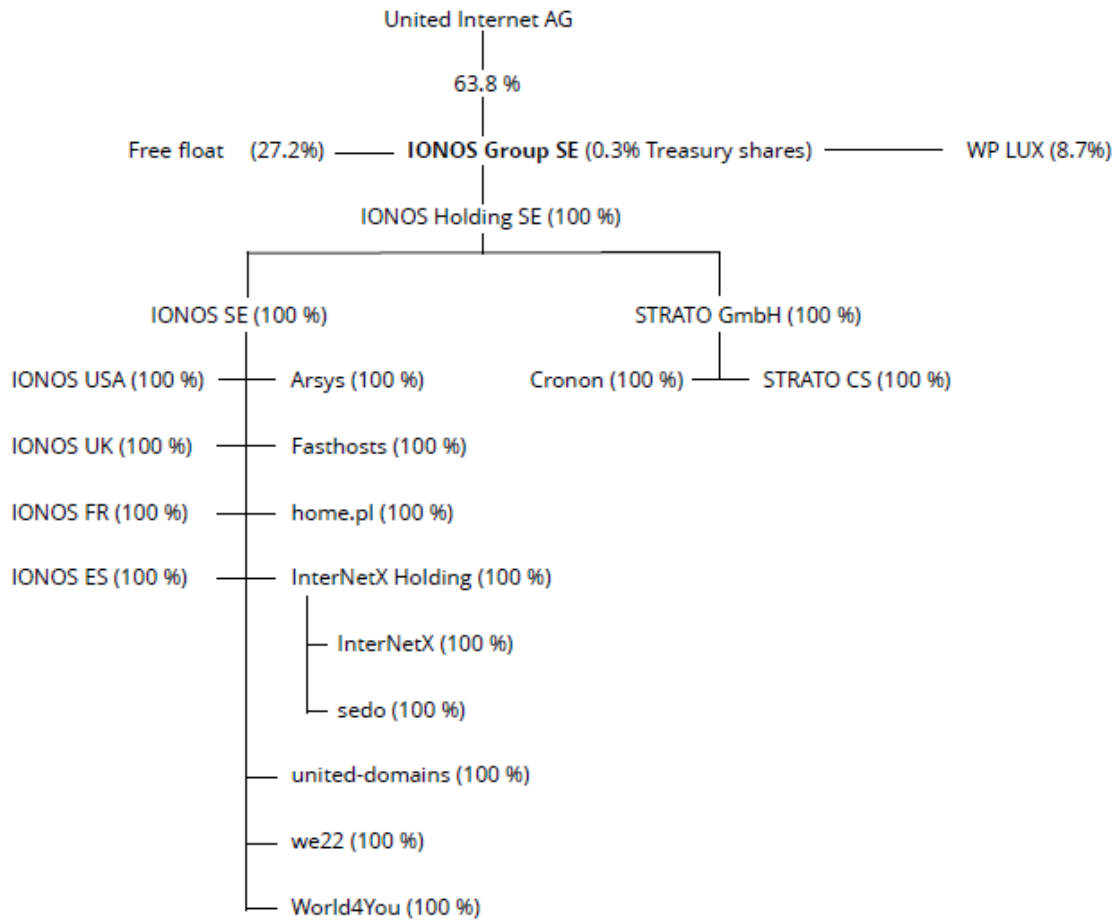 United Internet AG
63.8 %
Free float (27.2%) IONOS Group SE (0.3% Treasury shares) WP LUX (8.7%)
IONOS Holding SE (100 %)
IONOS SE (100 %) STRATO GmbH (100 %)
IONOS USA (100 %) Arsys (100 %) Cronon (100 %) STRATO CS (100 %)
IONOS UK (100 %) Fasthosts (100 %)
IONOS FR (100 %) home.pl (100 %)
IONOS ES (100 %) InterNetX Holding (100 %)
InterNetX (100 %)
sedo (100 %)
united-domains (100 %)
we22 (100 %)
World4You (100 %)